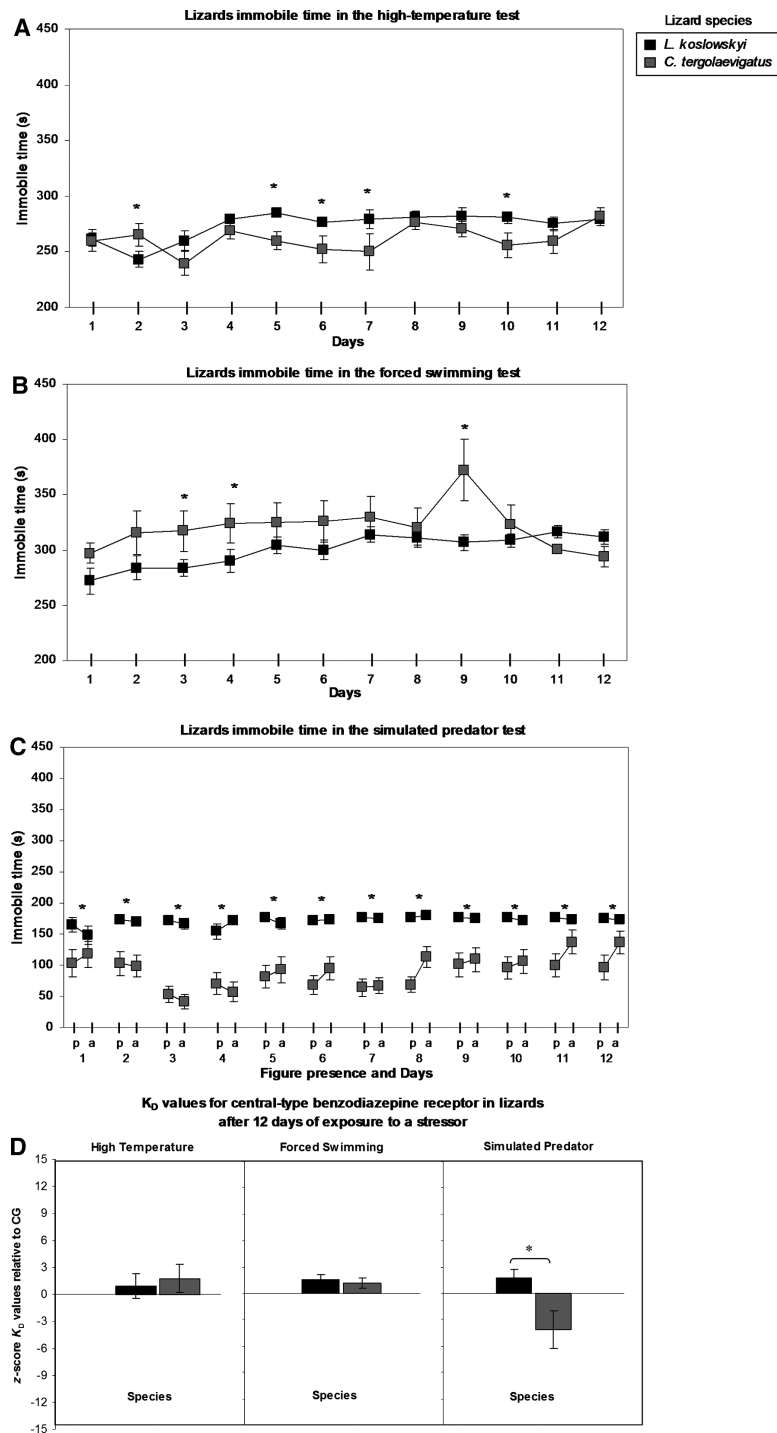 A
Lizards immobile time in the high-temperature test
Lizard species
L. koslowskyi
C. tergolaevigatus
Immobile time (s)
450
400
350
300
250
200
* * * * *
1 2 3 4 5 6 7 8 9 10 11 12
Days
B
Lizards immobile time in the forced swimming test
Immobile time (s)
450
400
350
300
250
200
* * *
1 2 3 4 5 6 7 8 9 10 11 12
Days
C
Lizards immobile time in the simulated predator test
Immobile time (s)
450
400
350
300
250
200
150
100
50
0
* * * * * * * * * * * *
p a p a p a p a p a p a p a p a p a p a p a p a
1 2 3 4 5 6 7 8 9 10 11 12
Figure presence and Days
KD values for central-type benzodiazepine receptor in lizards
after 12 days of exposure to a stressor
D
High Temperature Forced Swimming Simulated Predator
z-score KD values relative to CG
15
12
9
6
3
0
-3
-6
-9
-12
-15
*
Species Species Species